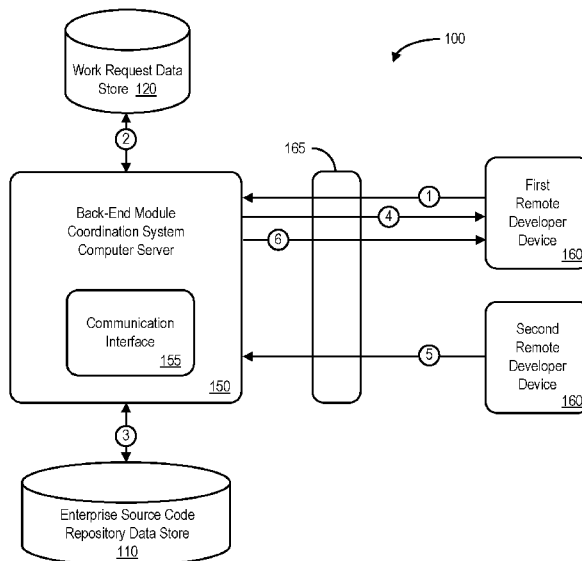 Work Request Data
Store 120
100
2
165
Back-End Module
Coordination System
Computer Server
1
4
6
First
Remote
Developer
Device
160
Communication
Interface
155
150
5
Second
Remote
Developer
Device
160
3
Enterprise Source Code
Repository Data Store
110